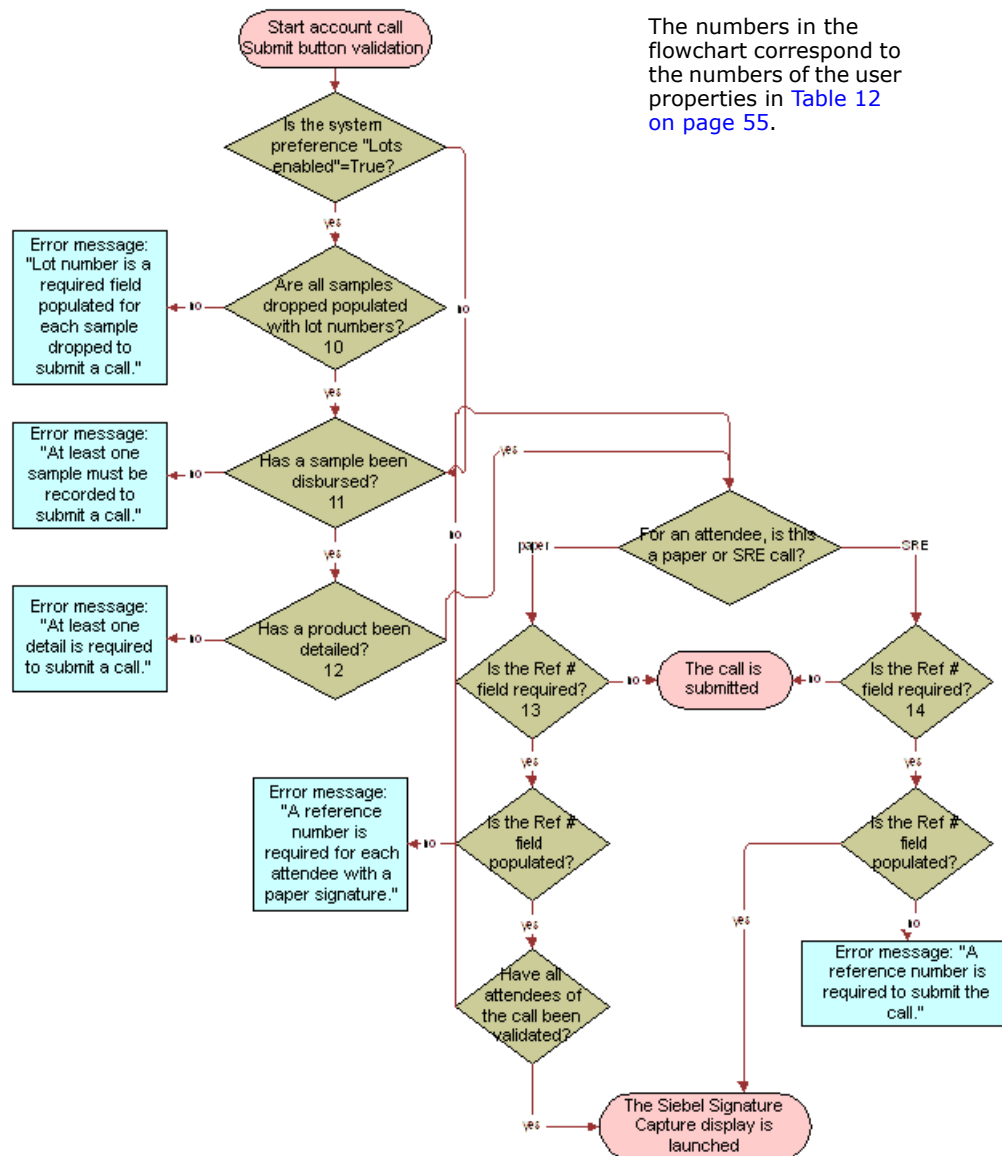 Start account call
Submit button validation
The numbers in the
flowchart correspond to
the numbers of the user
properties in Table 12
on page 55.
Is the system
preference "Lots
enabled"=True?
yes
no
Error message:
"Lot number is a
required field
populated for
each sample
dropped to
submit a call."
no
Are all samples
dropped populated
with lot numbers?
10
yes
Error message:
"At least one
sample must be
recorded to
submit a call."
no
Has a sample been
disbursed?
11
yes
yes
no
For an attendee, is this
a paper or SRE call?
paper
SRE
Error message:
"At least one
detail is required
to submit a call."
no
Has a product been
detailed?
12
Is the Ref #
field required?
13
no
The call is
submitted
no
Is the Ref #
field required?
14
yes
yes
Error message:
"A reference
number is
required for each
attendee with a
paper signature."
no
Is the Ref #
field
populated?
Is the Ref #
field
populated?
yes
yes
no
Error message: "A
reference number is
required to submit the
call."
Have all
attendees of
the call been
validated?
yes
The Siebel Signature
Capture display is
launched